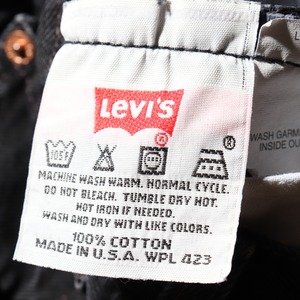 Levi's
®
105F
MACHINE WASH WARM. NORMAL CYCLE.
DO NOT BLEACH. TUMBLE DRY HOT.
HOT IRON IF NEEDED.
WASH AND DRY WITH LIKE COLORS.
100% COTTON
MADE IN U.S.A. WPL 423
WASH GARM
INSIDE OU